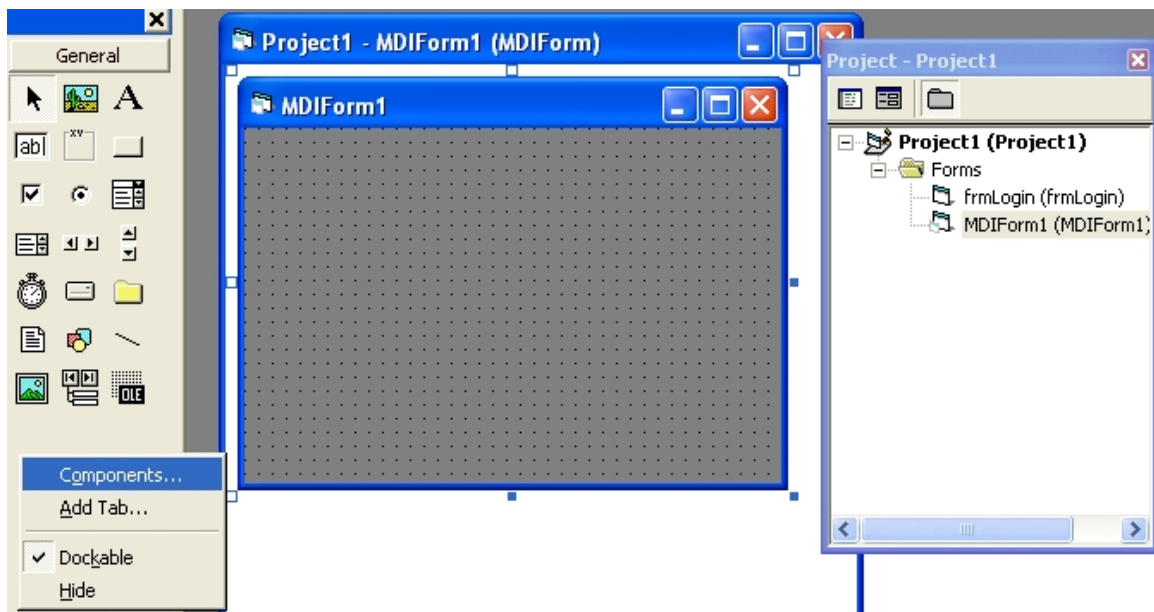 General
A
abl
XY
OLE
Components...
Add Tab...
Dockable
Hide
Project1 - MDIForm1 (MDIForm)
MDIForm1
Project - Project1
Project1 (Project1)
Forms
frmLogin (frmLogin)
MDIForm1 (MDIForm1)